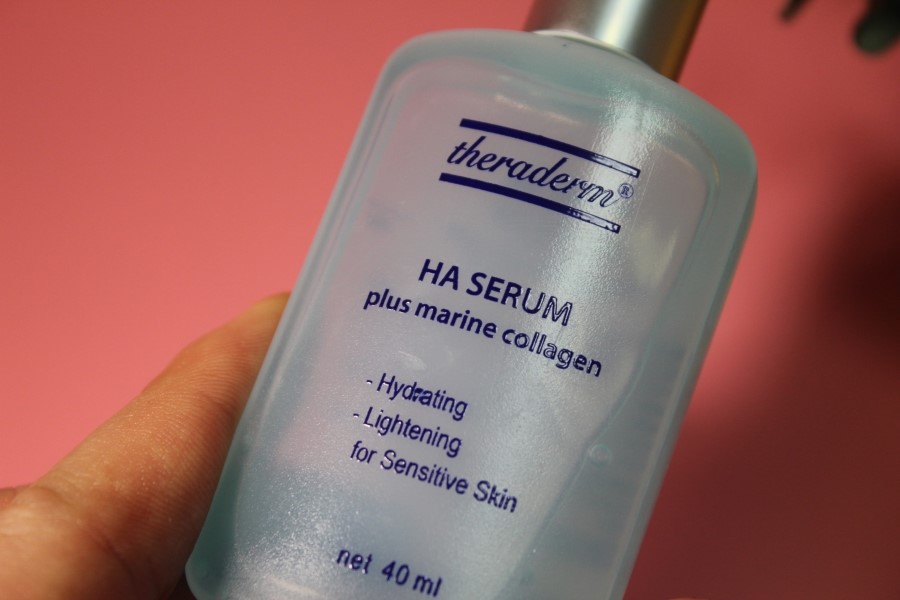 theraderm®
HA SERUM
plus marine collagen
- Hydrating
- Lightening
for Sensitive Skin
net 40 ml